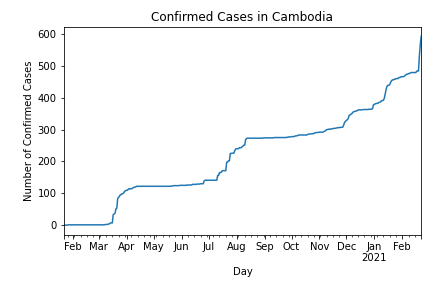 Confirmed Cases in Cambodia
600
500
400
300
200
100
0
Number of Confirmed Cases
Feb Mar Apr May Jun Jul Aug Sep Oct Nov Dec Jan Feb
2021
Day